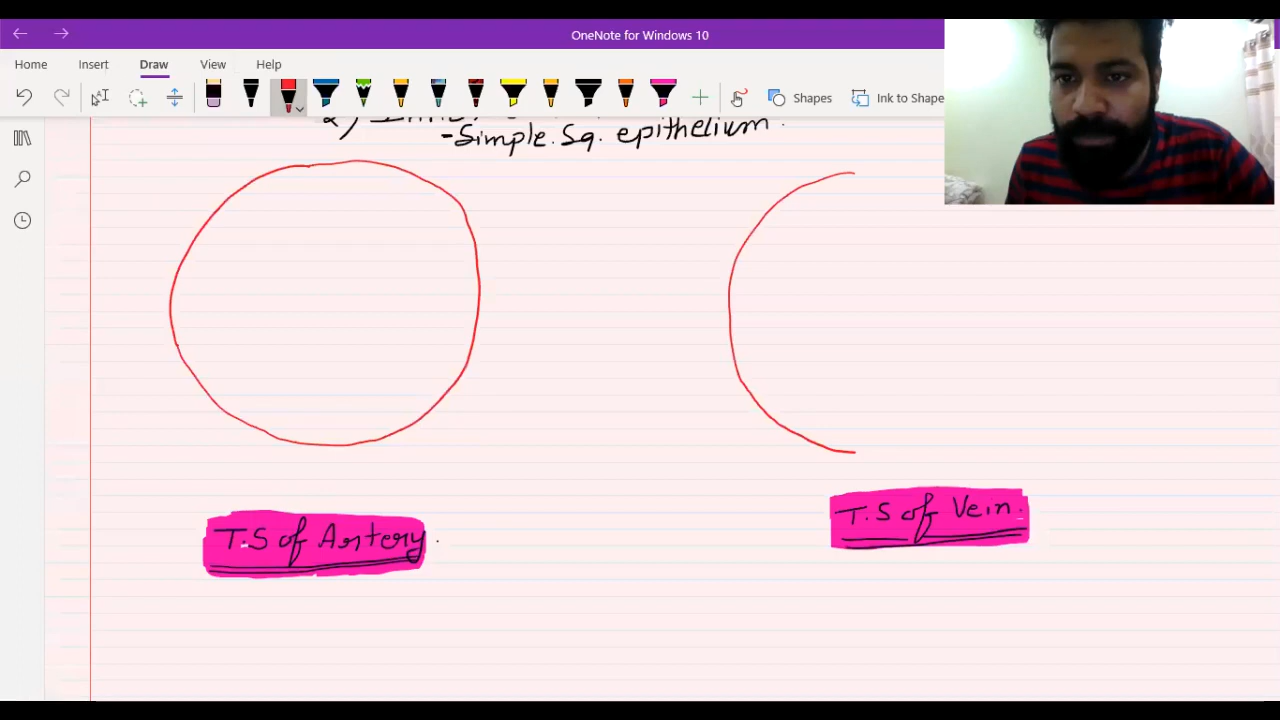 OneNote for Windows 10
Home Insert Draw View Help
Shapes Ink to Shape
-Simple. Sq. epithelium.
T.S of Artery.
T.S of Vein.